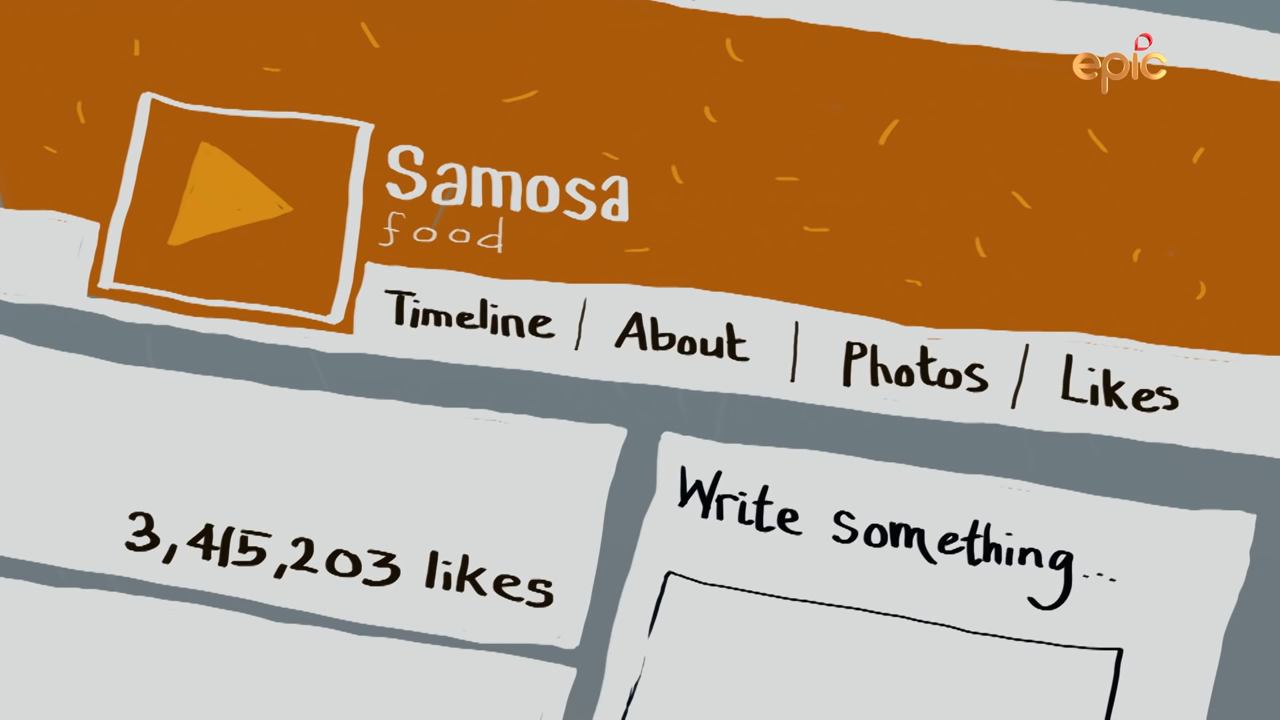 epic
Samosa
food
Timeline | About | Photos | Likes
3,415,203 likes
Write something...